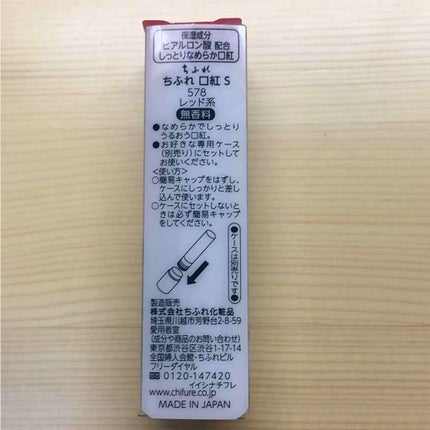 保湿成分
ヒアルロン酸 配合
しっとりなめらか口紅
ちふれ
ちふれ 口紅 S
578
レッド系
無香料
●なめらかでしっとり
うるおう口紅。
●お好きな専用ケース
(別売り)にセットして
お使いください。
<使い方>
○簡易キャップをはずし、
ケースにしっかりと差し
込んで使います。
○ケースにセットしないと
きは必ず簡易キャップ
をしてください。
●ケースは別売りです●
製造販売
株式会社ちふれ化粧品
埼玉県川越市芳野台2-8-59
愛用者室
(成分や商品のお問い合わせ)
東京都渋谷区渋谷1-17-14
全国婦人会館・ちふれビル
フリーダイヤル
0120-147420
イイシナチフレ
www.chifure.co.jp
MADE IN JAPAN